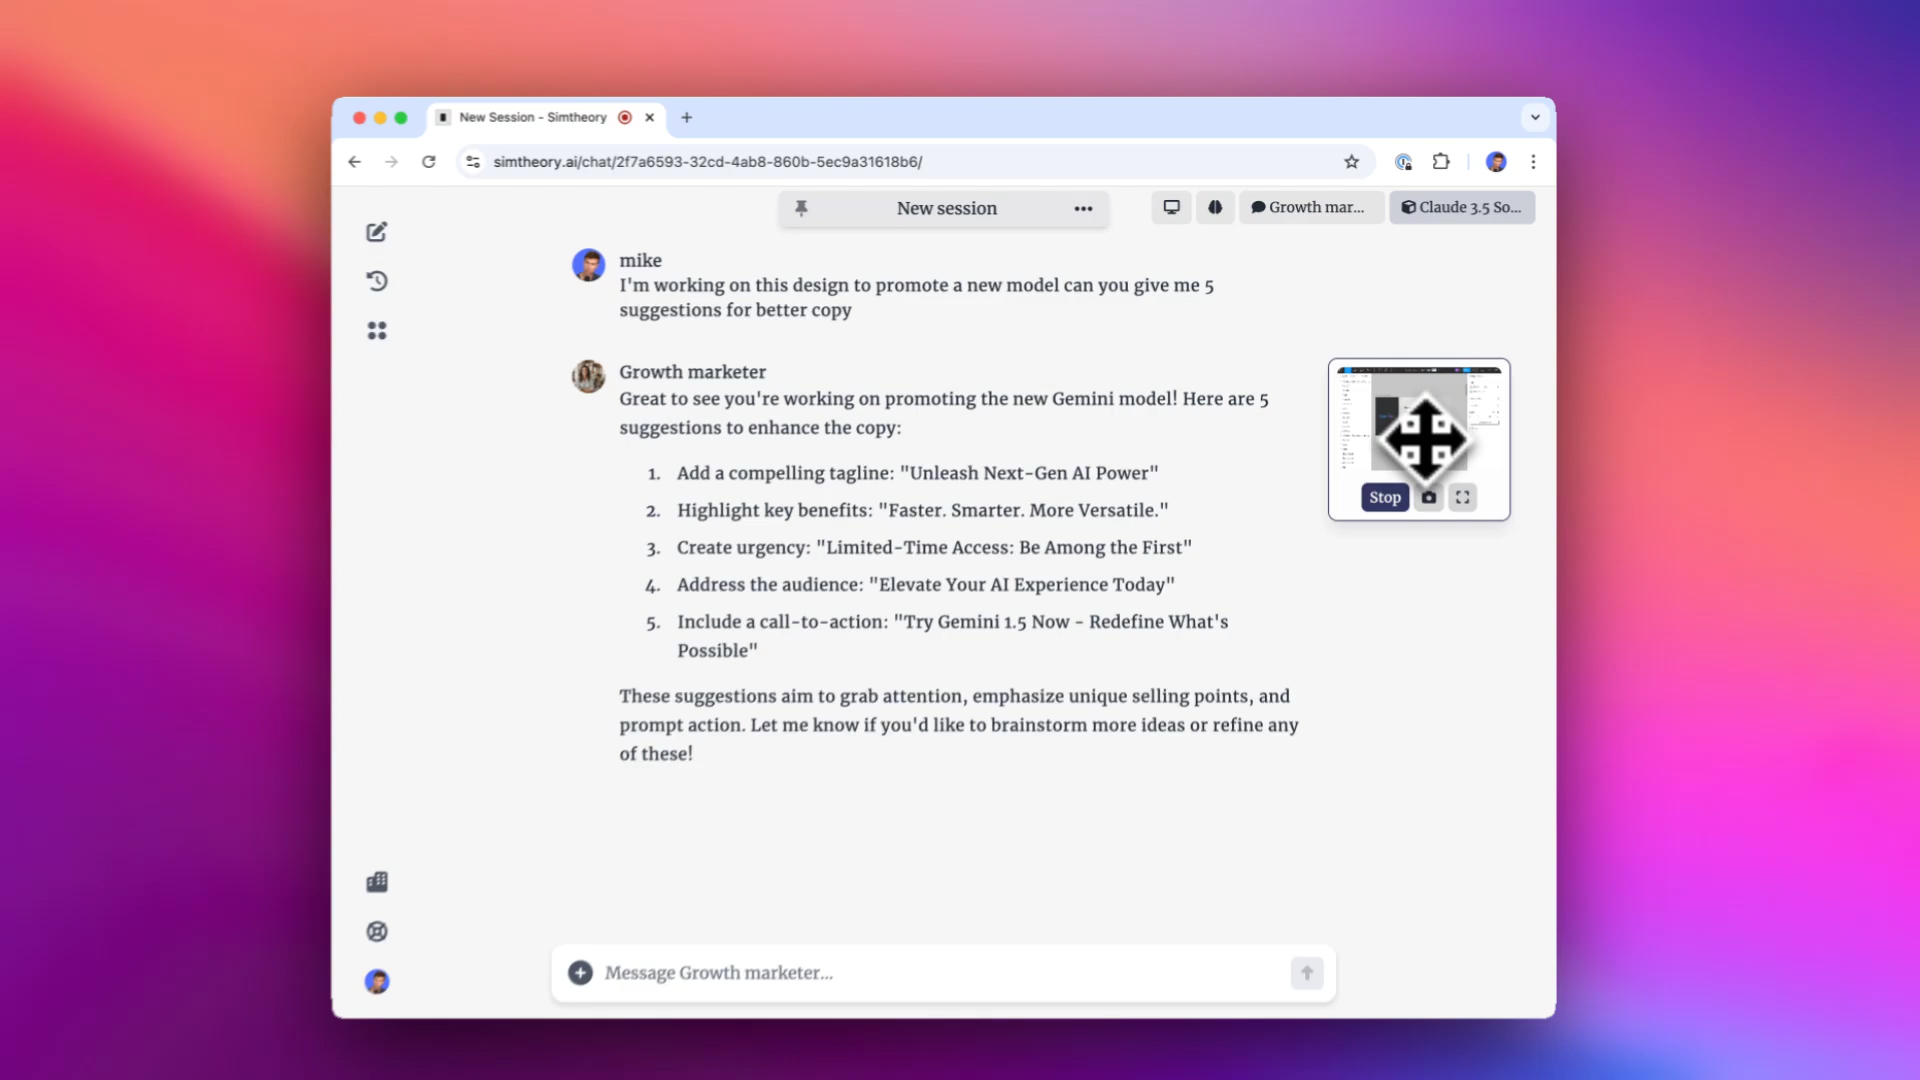 New Session - Simtheory
simtheory.ai/chat/2f7a6593-32cd-4ab8-860b-5ec9a31618b6/
New session
Growth mar...
Claude 3.5 So...
mike
I'm working on this design to promote a new model can you give me 5
suggestions for better copy
Growth marketer
Great to see you're working on promoting the new Gemini model! Here are 5
suggestions to enhance the copy:
1. Add a compelling tagline: "Unleash Next-Gen AI Power"
2. Highlight key benefits: "Faster. Smarter. More Versatile."
3. Create urgency: "Limited-Time Access: Be Among the First"
4. Address the audience: "Elevate Your AI Experience Today"
5. Include a call-to-action: "Try Gemini 1.5 Now - Redefine What's
Possible"
These suggestions aim to grab attention, emphasize unique selling points, and
prompt action. Let me know if you'd like to brainstorm more ideas or refine any
of these!
Stop
Message Growth marketer...